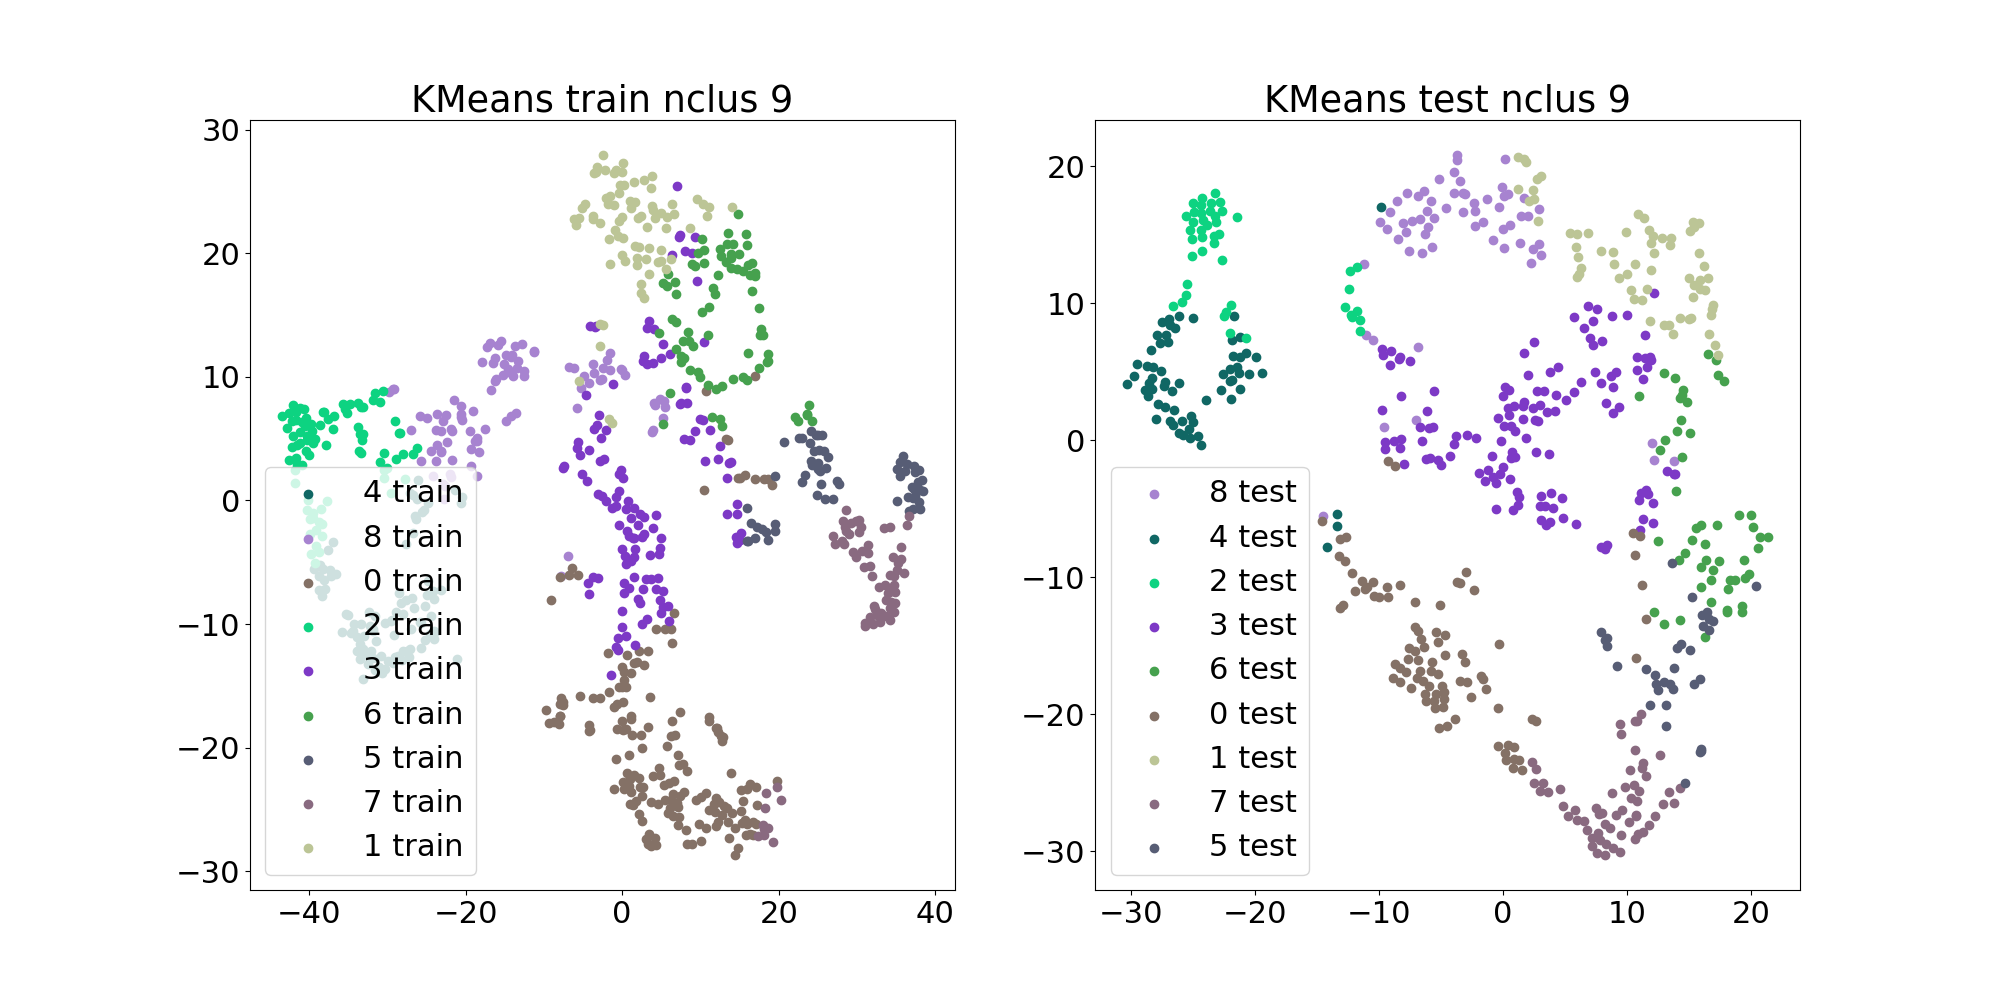 KMeans train nclus 9
30
20
10
0
−10
−20
−30
−40
−20
0
20
40
4 train
8 train
0 train
2 train
3 train
6 train
5 train
7 train
1 train
KMeans test nclus 9
20
10
0
−10
−20
−30
−30
−20
−10
0
10
20
8 test
4 test
2 test
3 test
6 test
0 test
1 test
7 test
5 test